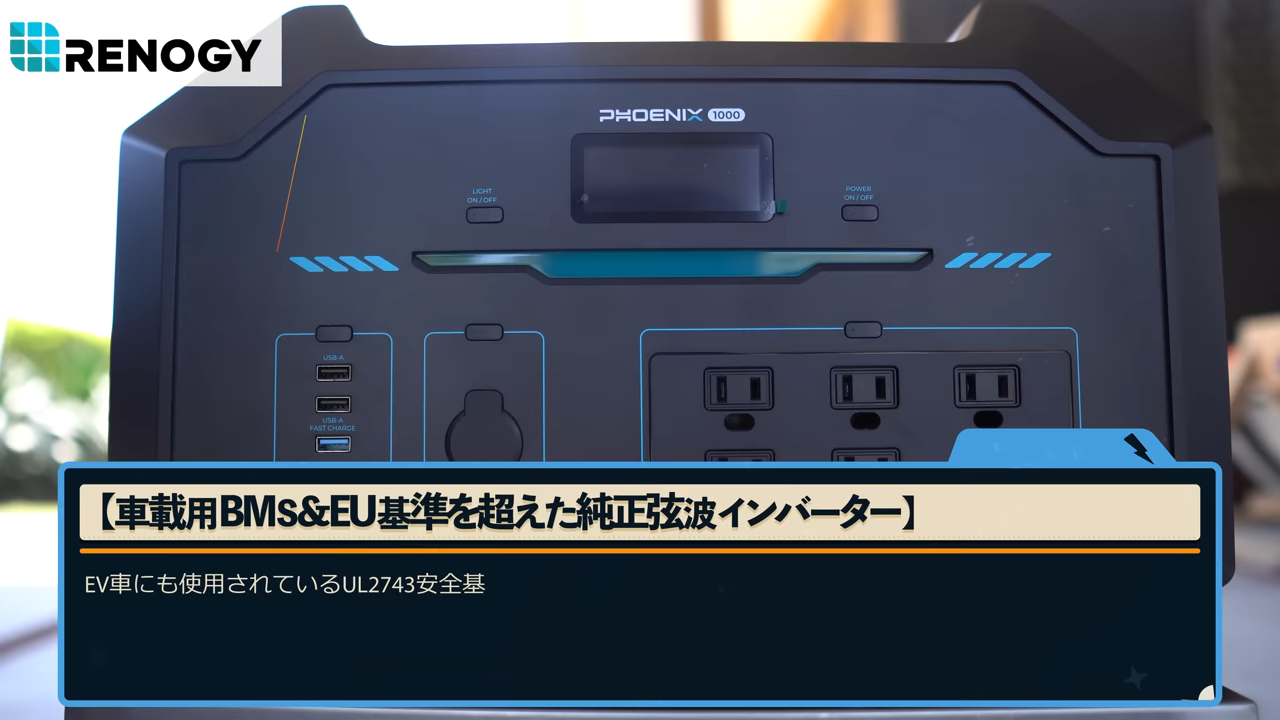 RENOGY
PHOENIX 1000
LIGHT
ON / OFF
POWER
ON / OFF
USB-A
USB-A
FAST CHARGE
【車載用BMs&EU基準を超えた純正弦波インバーター】
EV車にも使用されているUL2743安全基